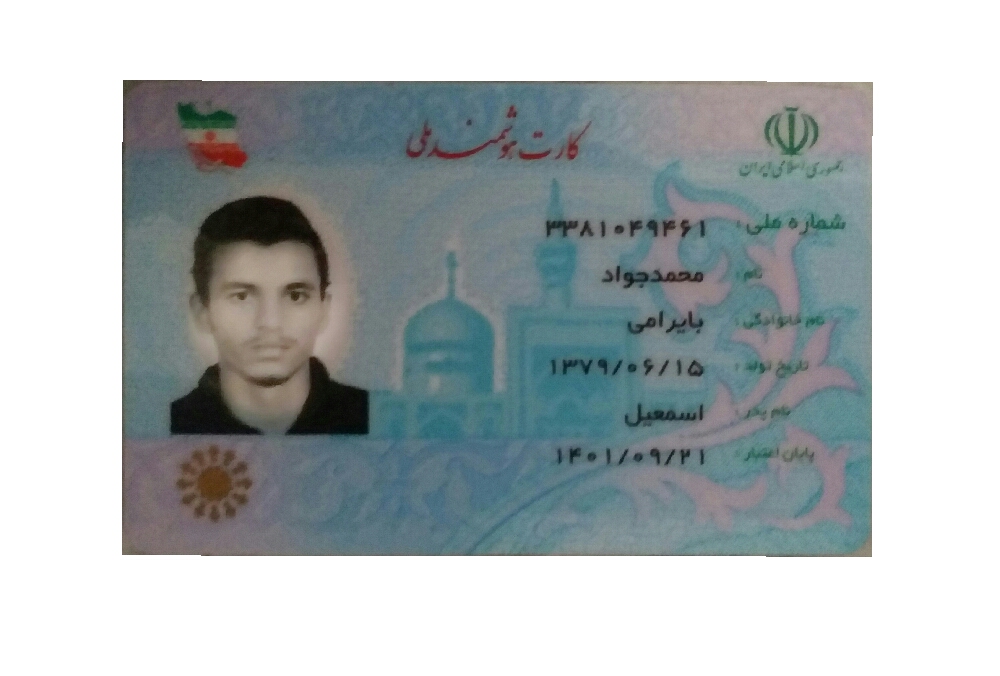 کارت هوشمند ملی
جمهوری اسلامی ایران
شماره ملی : ۳۳۸۱۰۴۹۴۶۱
نام : محمدجواد
نام خانوادگی : بایرامی
تاریخ تولد : ۱۳۷۹/۰۶/۱۵
نام پدر : اسمعیل
پایان اعتبار : ۱۴۰۱/۰۹/۲۱